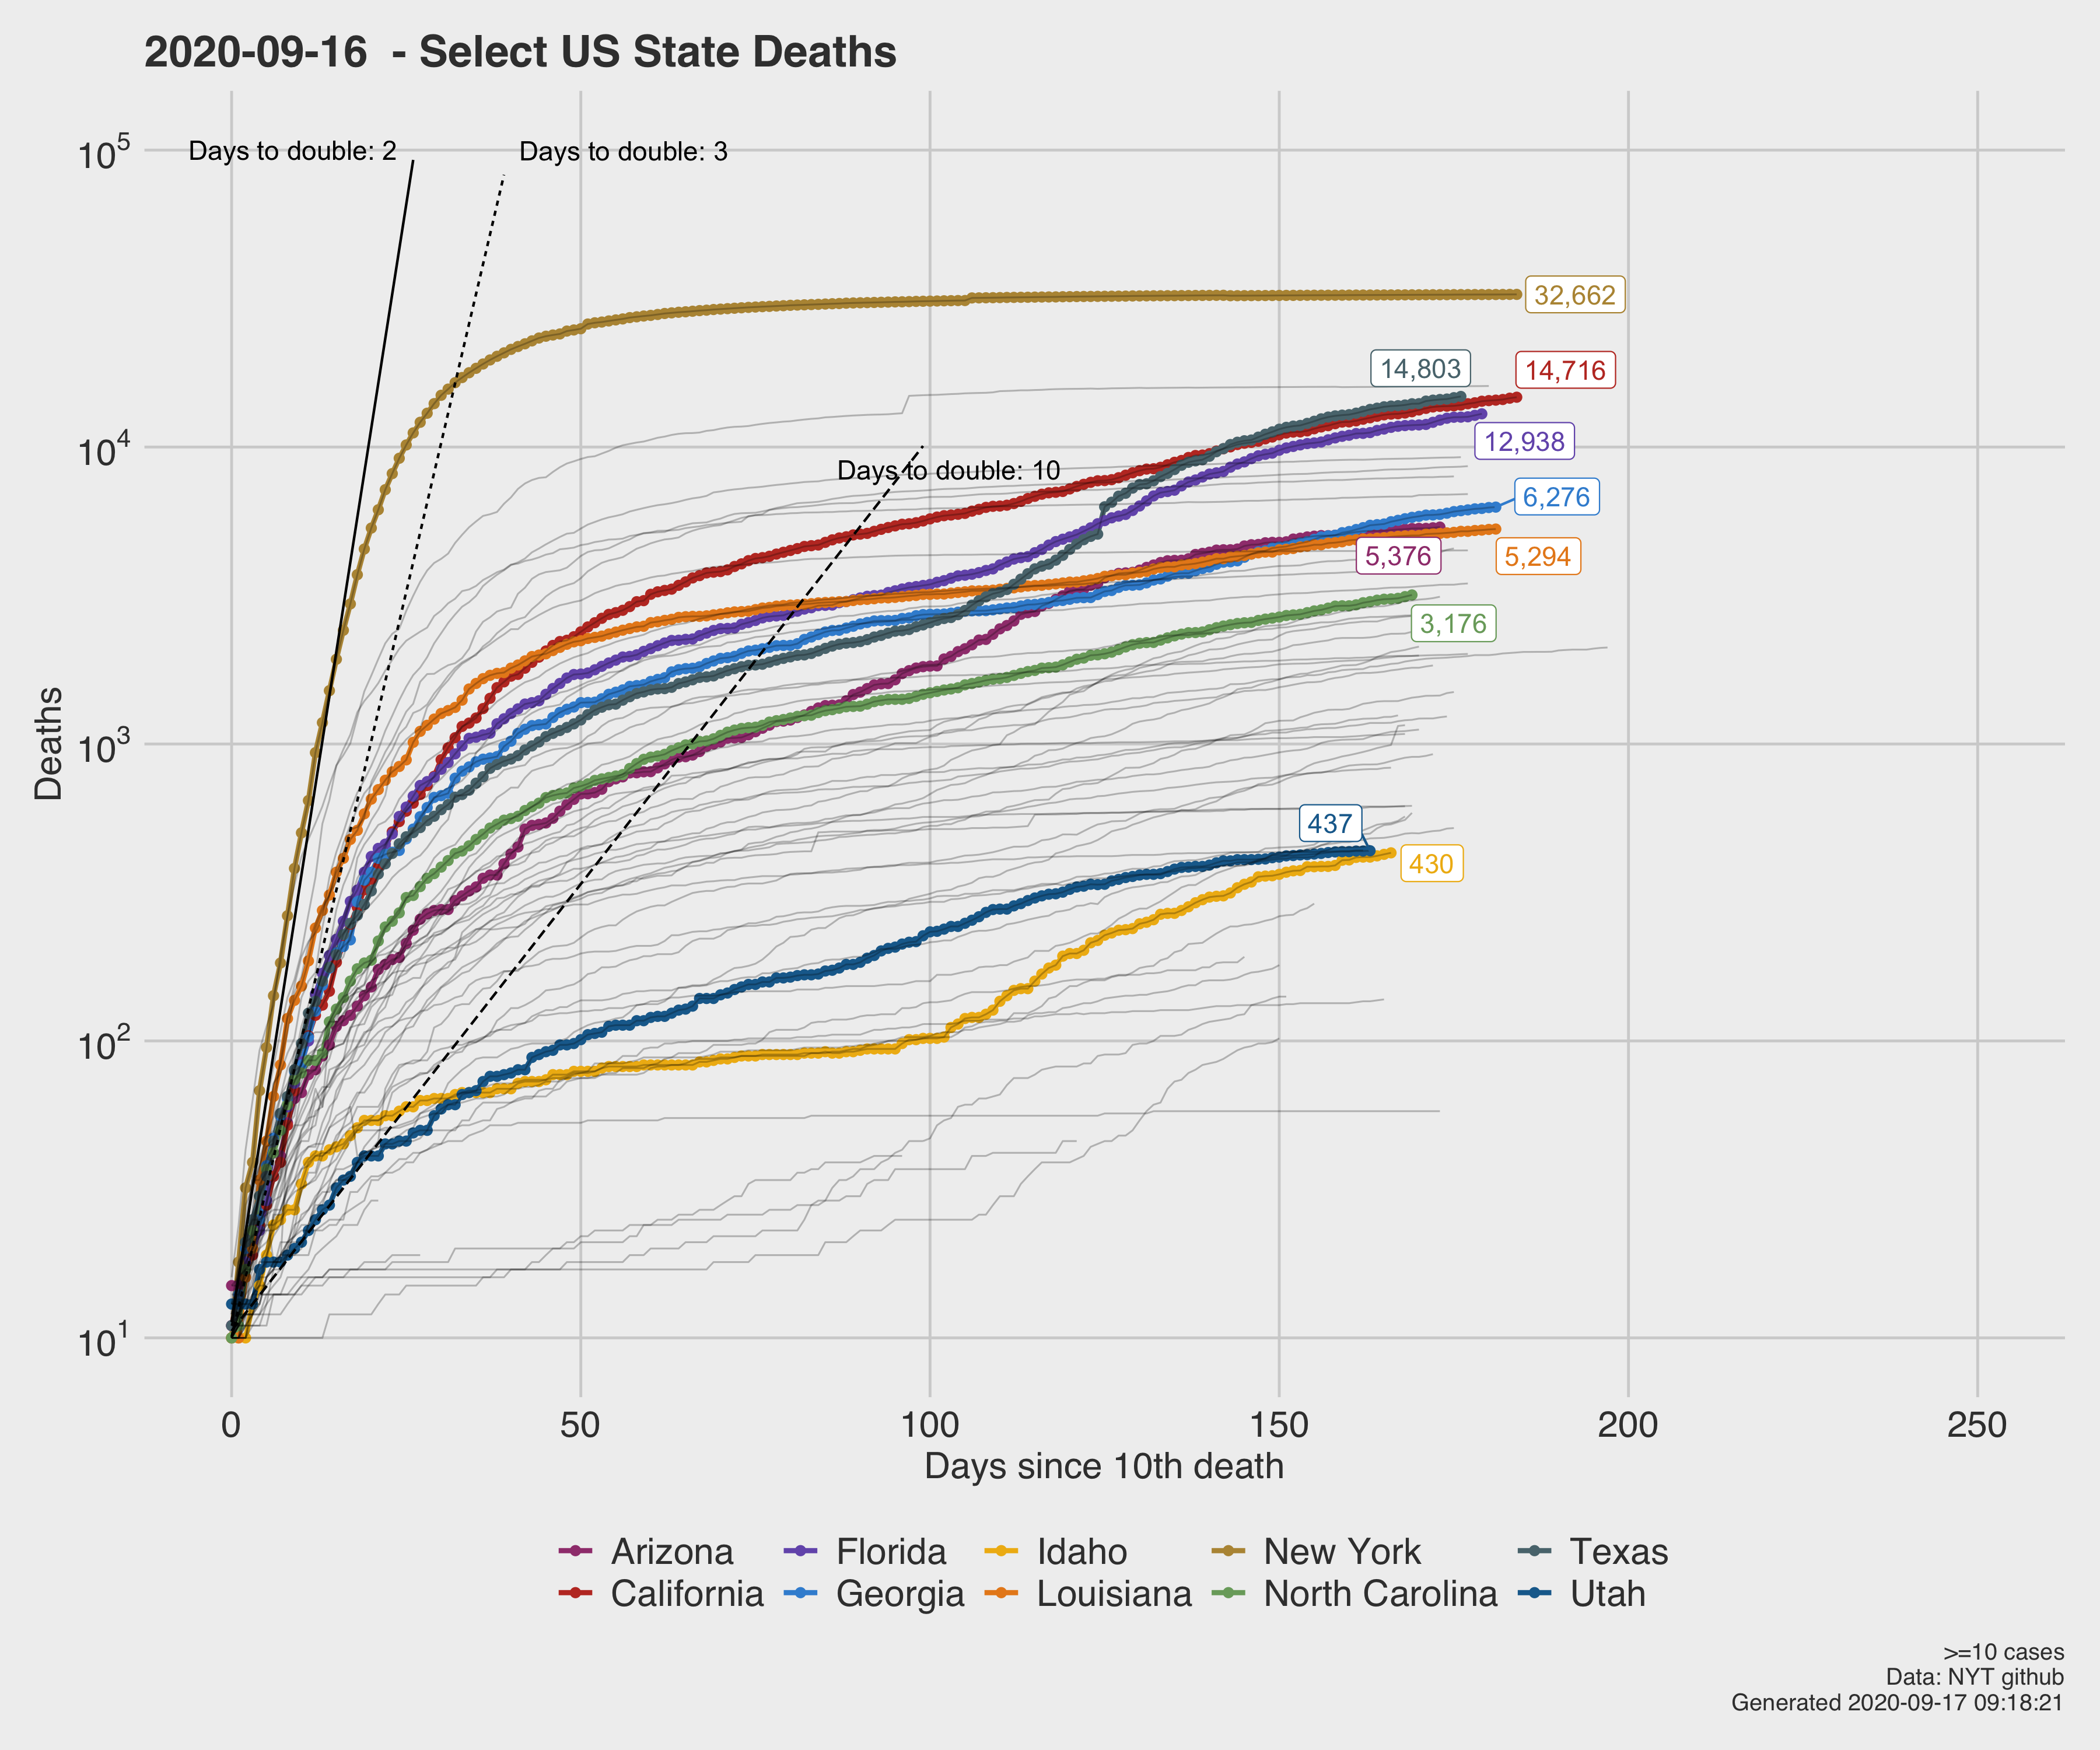 2020-09-16  - Select US State Deaths
Days to double: 2
Days to double: 3
Days to double: 10
10^5
10^4
10^3
10^2
10^1
Deaths
32,662
14,803
14,716
12,938
6,276
5,376
5,294
3,176
437
430
0 50 100 150 200 250
Days since 10th death
Arizona Florida Idaho New York Texas
California Georgia Louisiana North Carolina Utah
>=10 cases
Data: NYT github
Generated 2020-09-17 09:18:21